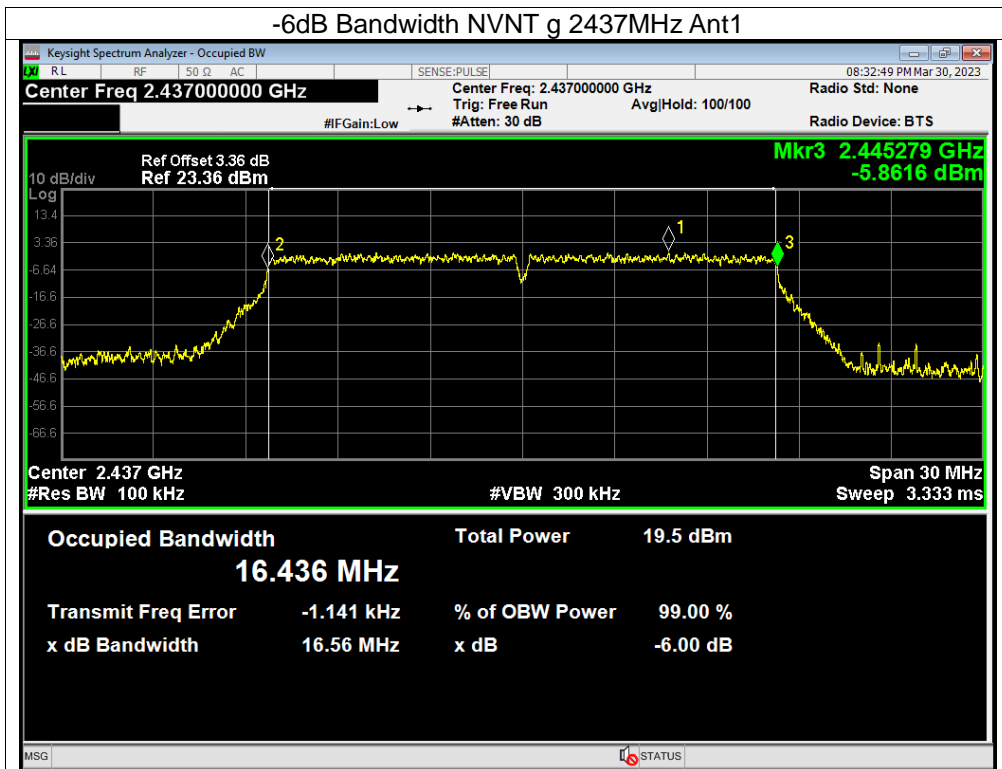 -6dB Bandwidth NVNT g 2437MHz Ant1
Keysight Spectrum Analyzer - Occupied BW
LXI RL RF 50 Ω AC SENSE:PULSE 08:32:49 PM Mar 30, 2023
Center Freq 2.437000000 GHz Center Freq: 2.437000000 GHz Radio Std: None
Trig: Free Run Avg|Hold: 100/100
#IFGain:Low #Atten: 30 dB Radio Device: BTS
Mkr3 2.445279 GHz
Ref Offset 3.36 dB
10 dB/div Ref 23.36 dBm -5.8616 dBm
Log
13.4
3.36
-6.64
-16.6
-26.6
-36.6
-46.6
-56.6
-66.6
2
1
3
Center 2.437 GHz Span 30 MHz
#Res BW 100 kHz #VBW 300 kHz Sweep 3.333 ms
Occupied Bandwidth Total Power 19.5 dBm
16.436 MHz
Transmit Freq Error -1.141 kHz % of OBW Power 99.00 %
x dB Bandwidth 16.56 MHz x dB -6.00 dB
MSG STATUS